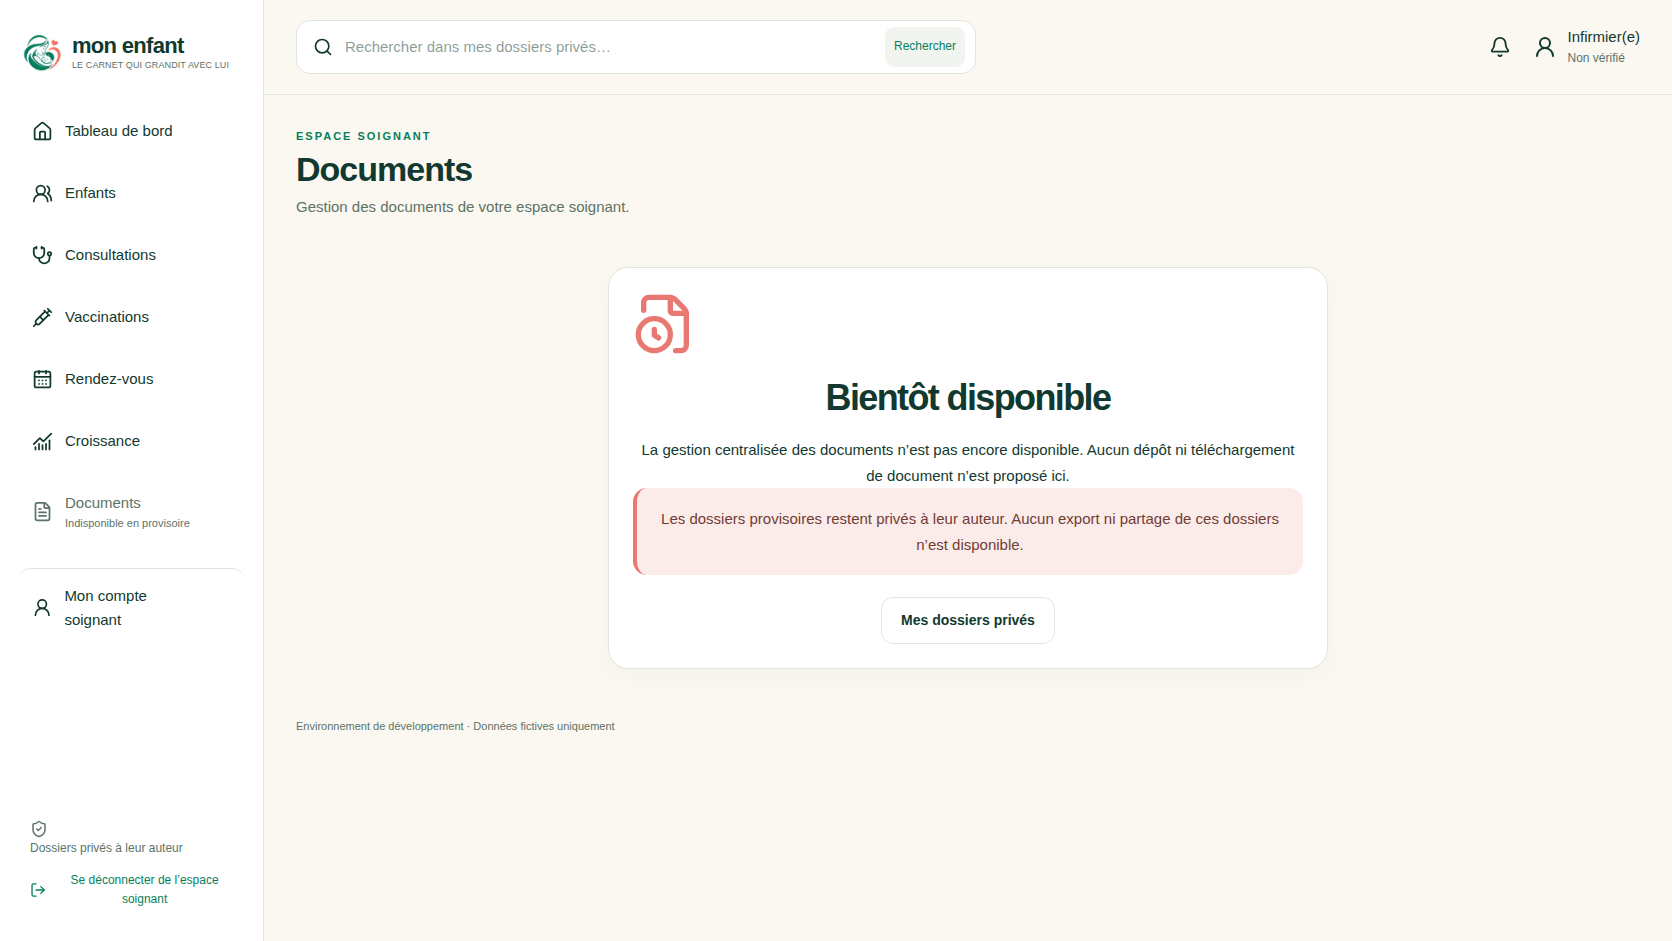 mon enfant
LE CARNET QUI GRANDIT AVEC LUI
Tableau de bord
Enfants
Consultations
Vaccinations
Rendez-vous
Croissance
Documents
Indisponible en provisoire
Mon compte
soignant
Dossiers privés à leur auteur
Se déconnecter de l’espace
soignant
Rechercher dans mes dossiers privés…
Rechercher
Infirmier(e)
Non vérifié
ESPACE SOIGNANT
Documents
Gestion des documents de votre espace soignant.
Bientôt disponible
La gestion centralisée des documents n’est pas encore disponible. Aucun dépôt ni téléchargement
de document n’est proposé ici.
Les dossiers provisoires restent privés à leur auteur. Aucun export ni partage de ces dossiers
n’est disponible.
Mes dossiers privés
Environnement de développement · Données fictives uniquement